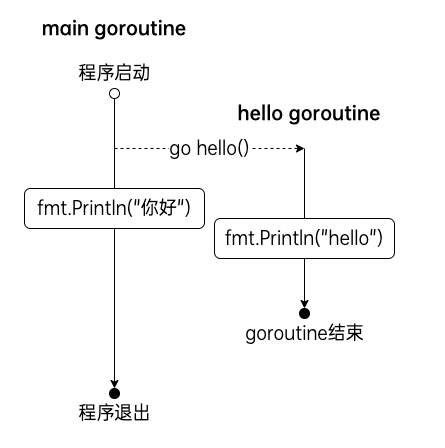 main goroutine
程序启动
hello goroutine
go hello()
fmt.Println("你好")
fmt.Println("hello")
goroutine结束
程序退出